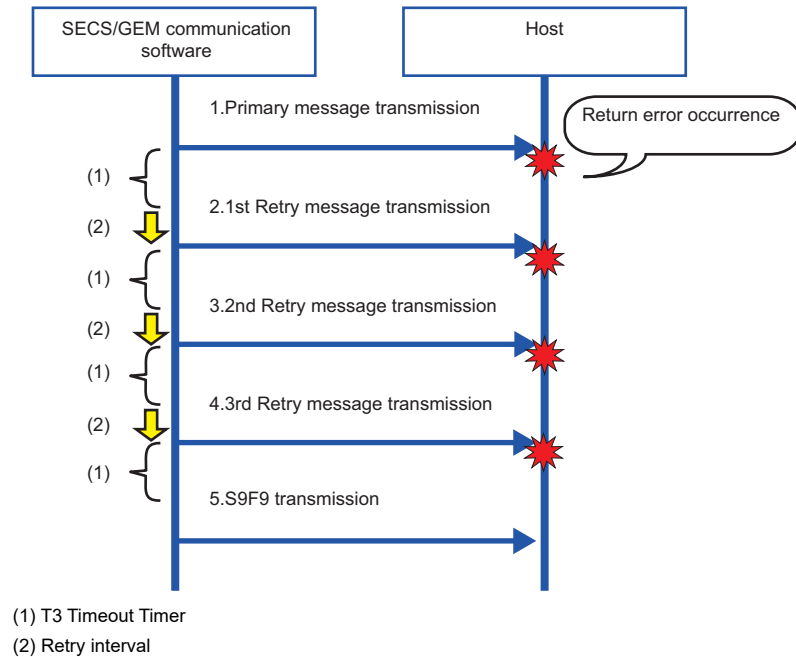 SECS/GEM communication
software
Host
1.Primary message transmission
Return error occurrence
(1)
2.1st Retry message transmission
(2)
(1)
3.2nd Retry message transmission
(2)
(1)
4.3rd Retry message transmission
(2)
(1)
5.S9F9 transmission
(1) T3 Timeout Timer
(2) Retry interval